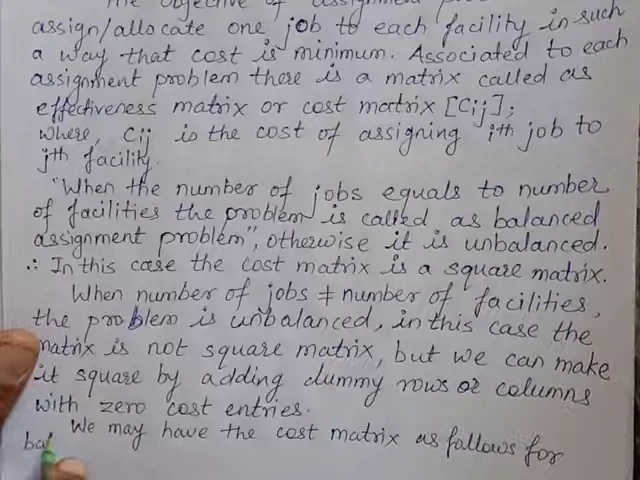 The objective of assignment
assign/allocate one job to each facility in such
a way that cost is minimum. Associated to each
assignment problem there is a matrix called as
effectiveness matrix or cost matrix [Cij];
where, Cij is the cost of assigning ith job to
jth facility.
"When the number of jobs equals to number
of facilities the problem is called as balanced
assignment problem", otherwise it is unbalanced.
∴ In this case the cost matrix is a square matrix.
When number of jobs ≠ number of facilities,
the problem is unbalanced, in this case the
matrix is not square matrix, but we can make
it square by adding dummy rows or columns
with zero cost entries.
We may have the cost matrix as follows for
bal